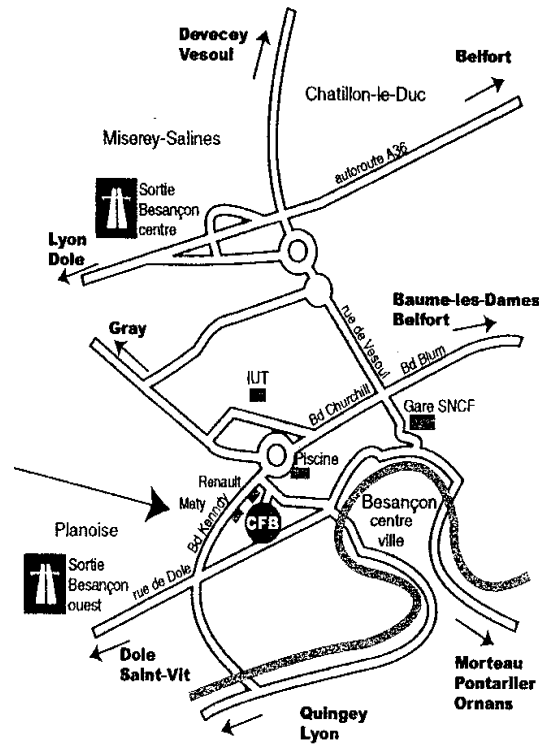 Devecey
Vesoul
Belfort
Chatillon-le-Duc
Miserey-Salines
autoroute A36
Sortie
Besançon
centre
Lyon
Dole
Baume-les-Dames
Belfort
Gray
rue de Vesoul
Bd Blum
IUT
Bd Churchill
Gare SNCF
Piscine
Renault
Maty
Bd Kenndy
CFB
Besançon
centre
ville
Planoise
Sortie
Besançon
ouest
rue de Dole
Dole
Saint-Vit
Morteau
Pontarlier
Ornans
Quingey
Lyon